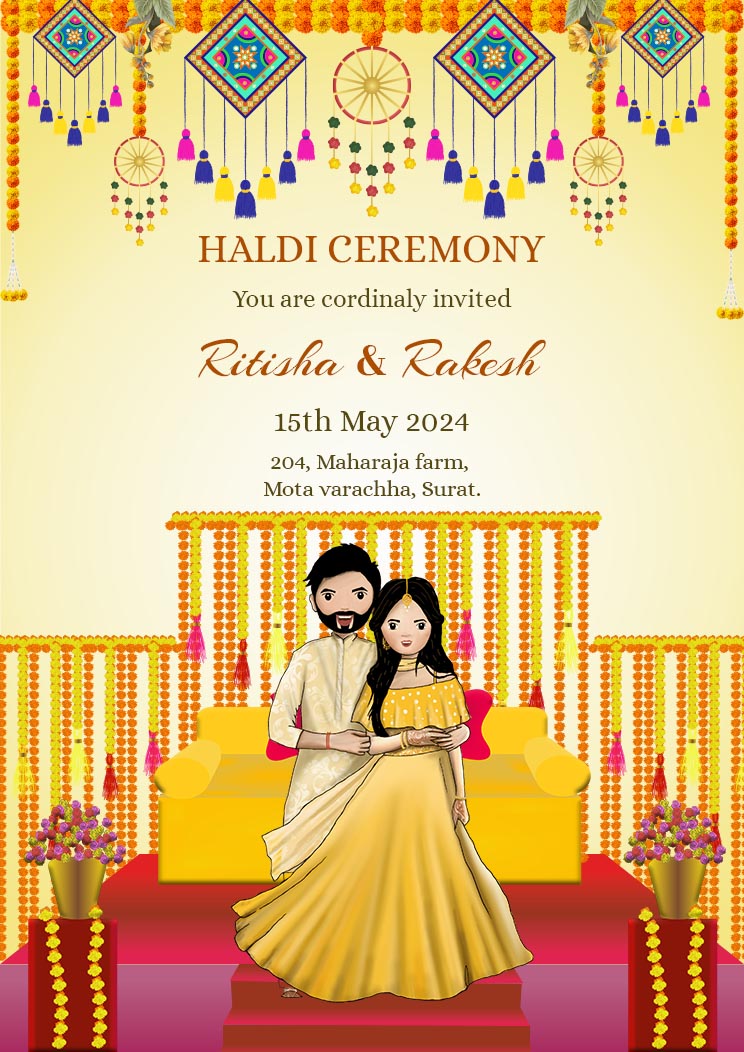 HALDI CEREMONY
You are cordinaly invited
Ritisha & Rakesh
15th May 2024
204, Maharaja farm,
Mota varachha, Surat.